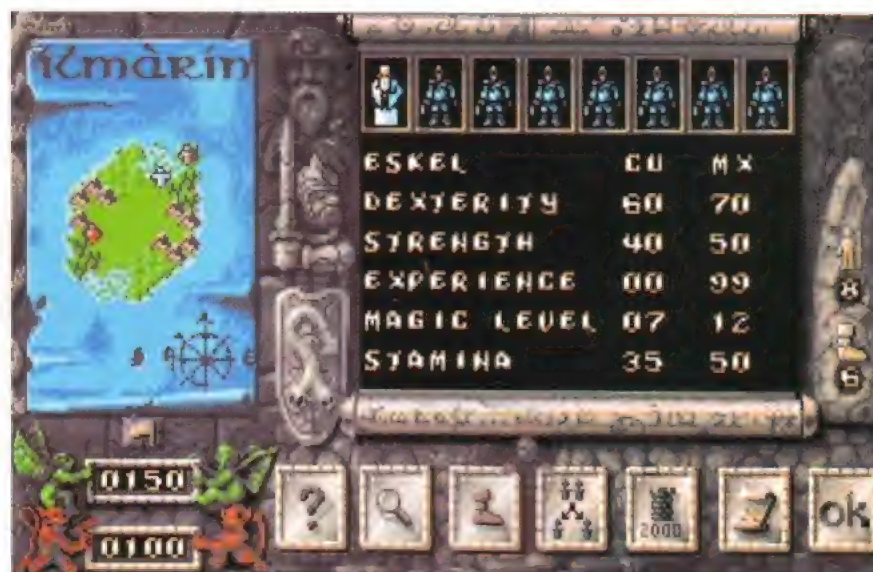 ilmàrin
ESKEL CU MX
DEXTERITY 60 70
STRENGTH 40 50
EXPERIENCE 00 99
MAGIC LEVEL 07 12
STAMINA 35 50
8
6
0150
0100
?
2000
ok